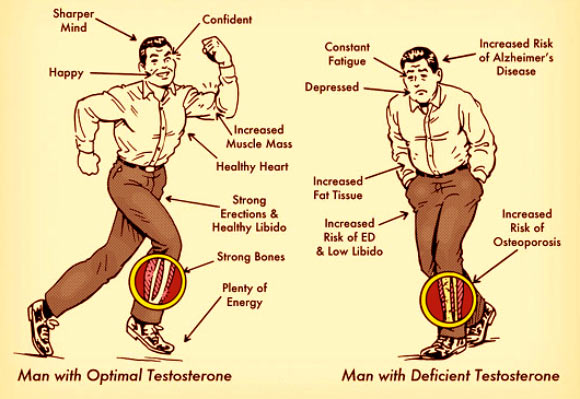 Sharper
Mind
Confident
Happy
Increased
Muscle Mass
Healthy Heart
Strong
Erections &
Healthy Libido
Strong Bones
Plenty of
Energy
Man with Optimal Testosterone
Constant
Fatigue
Increased Risk
of Alzheimer's
Disease
Depressed
Increased
Fat Tissue
Increased
Risk of ED
& Low Libido
Increased
Risk of
Osteoporosis
Man with Deficient Testosterone